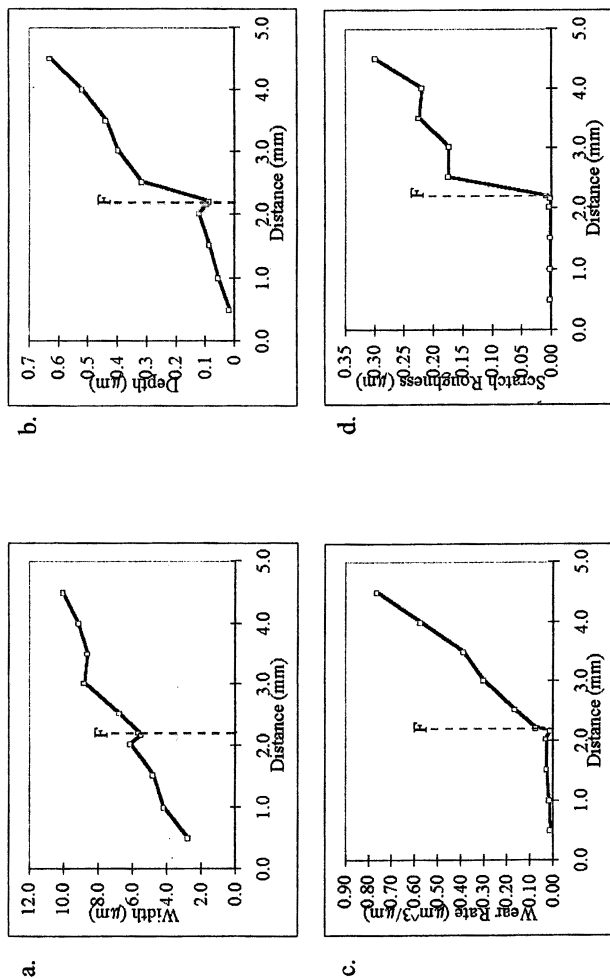 a.
12.0
10.0
8.0
6.0
4.0
2.0
0.0
Width (μm)
F
0.0 1.0 2.0 3.0 4.0 5.0
Distance (mm)
b.
0.7
0.6
0.5
0.4
0.3
0.2
0.1
0
Depth (μm)
F
0.0 1.0 2.0 3.0 4.0 5.0
Distance (mm)
c.
0.90
0.80
0.70
0.60
0.50
0.40
0.30
0.20
0.10
0.00
Wear Rate (μm^3/μm)
F
0.0 1.0 2.0 3.0 4.0 5.0
Distance (mm)
d.
0.35
0.30
0.25
0.20
0.15
0.10
0.05
0.00
Scratch Roughness (μm)
F
0.0 1.0 2.0 3.0 4.0 5.0
Distance (mm)